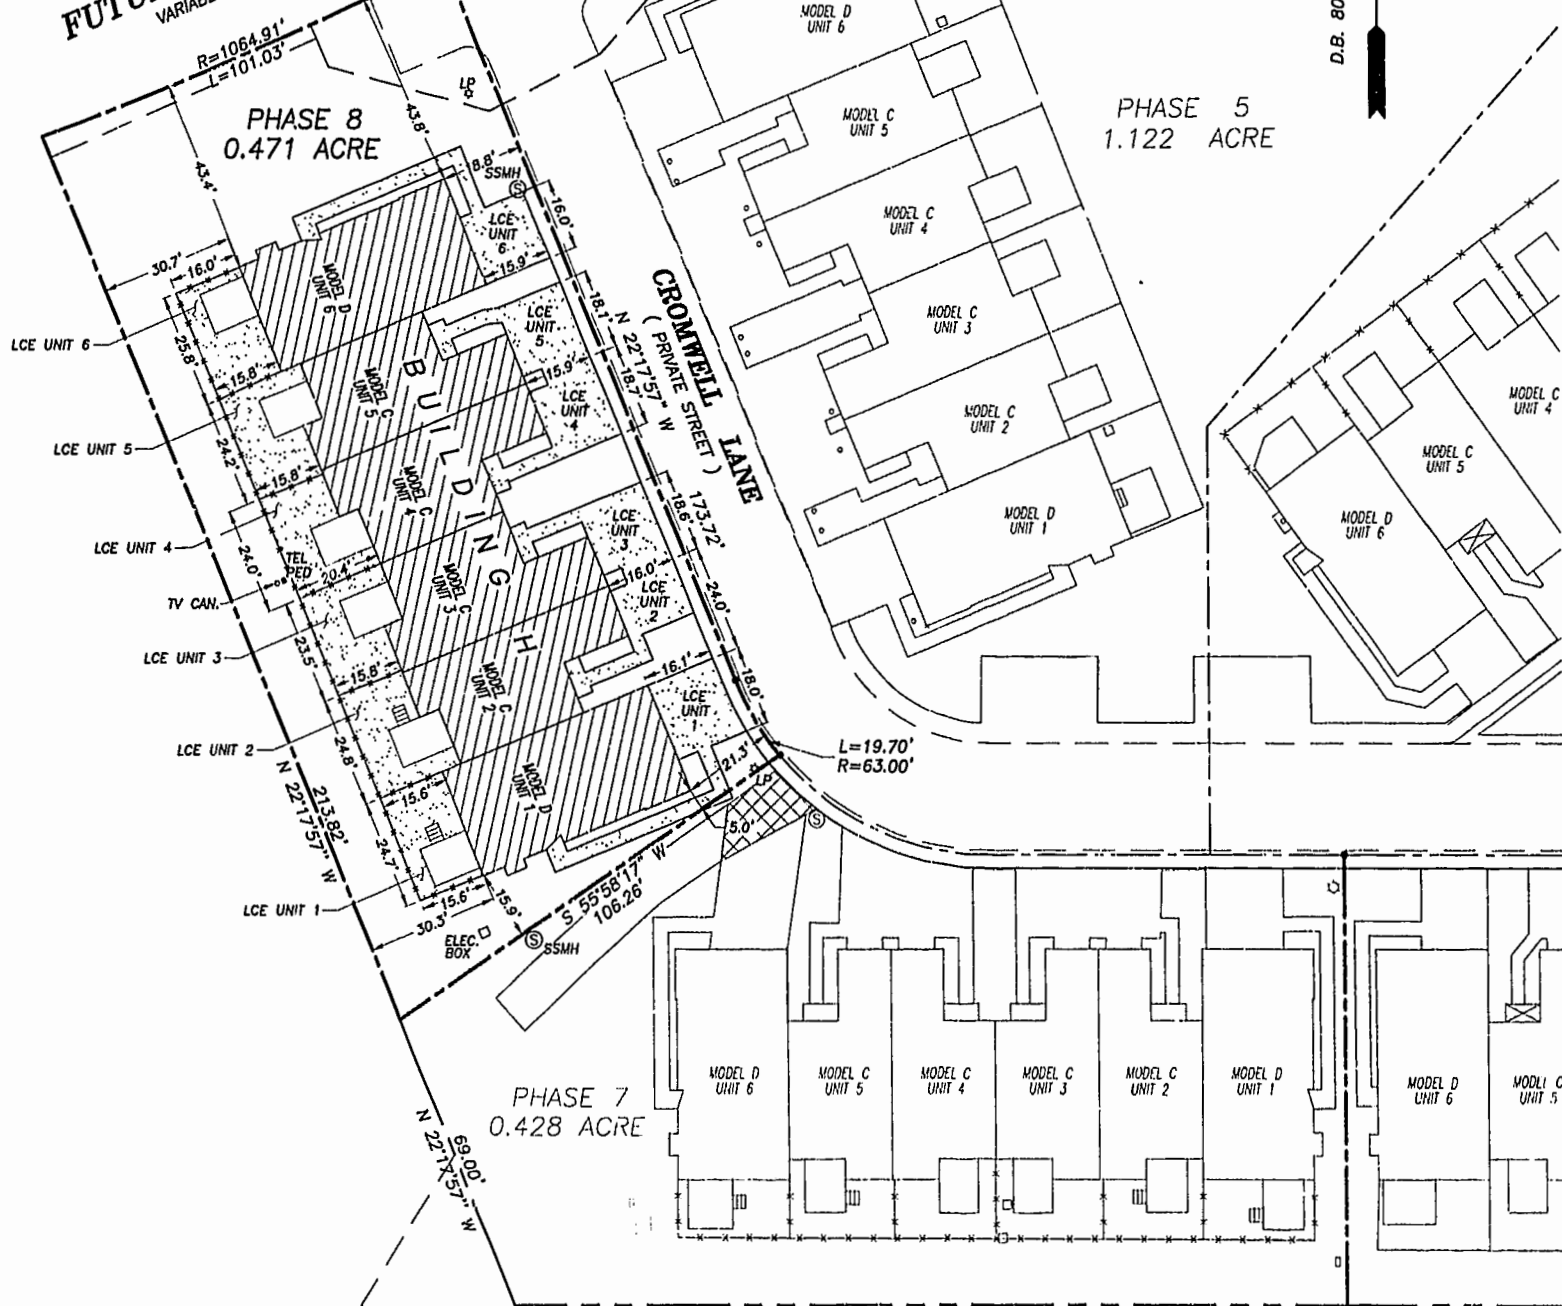 VARIABLE
R=1064.91'
L=101.03'
LP
PHASE 8
0.471 ACRE
43.4'
43.8'
8.8'
SSMH
16.0'
30.7'
16.0'
LCE
UNIT
6
15.9'
MODEL D
UNIT 6
LCE UNIT 6
25.8'
15.8'
LCE
UNIT
5
18.1'
15.9'
18.7'
N 22°17'57" W
CROMWELL LANE
( PRIVATE STREET )
MODEL C
UNIT 5
LCE UNIT 5
24.2'
15.8'
LCE
UNIT
4
BUILDING H
MODEL C
UNIT 4
LCE UNIT 4
24.0'
TEL
PED
20.4'
TV CAN.
LCE
UNIT
3
18.6'
173.72'
16.0'
24.0'
MODEL C
UNIT 3
LCE UNIT 3
23.5'
15.8'
LCE
UNIT
2
16.1'
18.0'
MODEL C
UNIT 2
LCE UNIT 2
24.8'
15.6'
LCE
UNIT
1
L=19.70'
R=63.00'
21.3'
LP
5.0'
MODEL D
UNIT 1
213.82'
N 22°17'57" W
24.7'
LCE UNIT 1
15.6'
30.3'
15.9'
ELEC.
BOX
S
SSMH
S 55°58'17" W
106.26'
S
S
MODEL D
UNIT 6
MODEL C
UNIT 5
MODEL C
UNIT 4
MODEL C
UNIT 3
MODEL C
UNIT 2
MODEL D
UNIT 1
PHASE 5
1.122 ACRE
D.B. 80
MODEL C
UNIT 4
MODEL C
UNIT 5
MODEL D
UNIT 6
PHASE 7
0.428 ACRE
69.00'
N 22°17'57" W
MODEL D
UNIT 6
MODEL C
UNIT 5
MODEL C
UNIT 4
MODEL C
UNIT 3
MODEL C
UNIT 2
MODEL D
UNIT 1
MODEL D
UNIT 6
MODEL C
UNIT 5